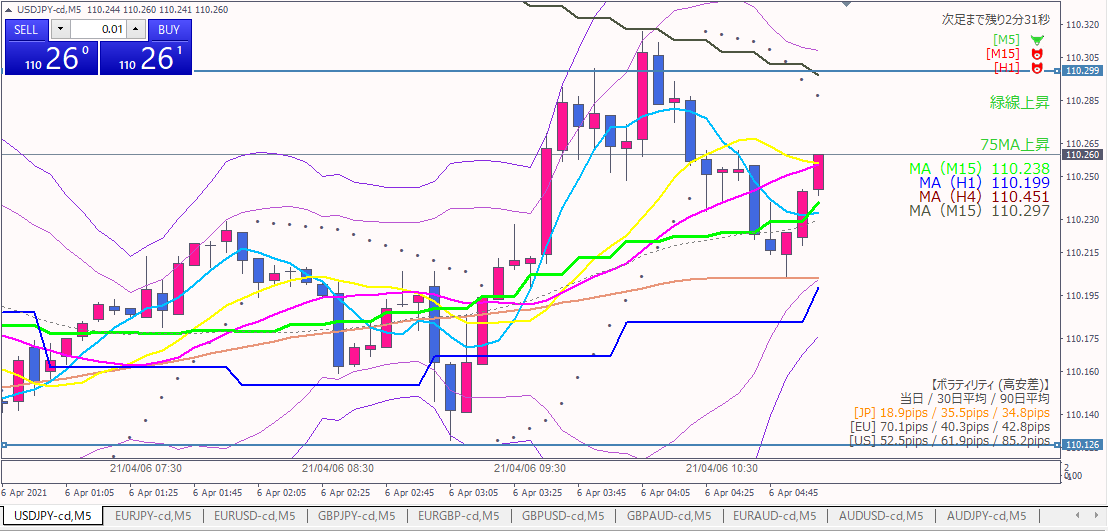 USDJPY-cd,M5 110.244 110.260 110.241 110.260
SELL 0.01 BUY
110 26 0 110 26 1
次足まで残り2分31秒
[M5]
[M15]
[H1]
緑線上昇
75MA上昇
MA（M15）110.238
MA（H1）110.199
MA（H4）110.451
MA（M15）110.297
【ボラティリティ(高安差)】
当日 / 30日平均 / 90日平均
[JP] 18.9pips / 35.5pips / 34.8pips
[EU] 70.1pips / 40.3pips / 42.8pips
[US] 52.5pips / 61.9pips / 85.2pips
110.320
110.305
110.299
110.285
110.265
110.260
110.250
110.230
110.215
110.195
110.175
110.160
110.140
110.126
21/04/06 07:30 21/04/06 08:30 21/04/06 09:30 21/04/06 10:30
2
0.00
6 Apr 2021 6 Apr 01:05 6 Apr 01:25 6 Apr 01:45 6 Apr 02:05 6 Apr 02:25 6 Apr 02:45 6 Apr 03:05 6 Apr 03:25 6 Apr 03:45 6 Apr 04:05 6 Apr 04:25 6 Apr 04:45
USDJPY-cd,M5 EURJPY-cd,M5 EURUSD-cd,M5 GBPJPY-cd,M5 EURGBP-cd,M5 GBPUSD-cd,M5 GBPAUD-cd,M5 EURAUD-cd,M5 AUDUSD-cd,M5 AUDJPY-cd,M5